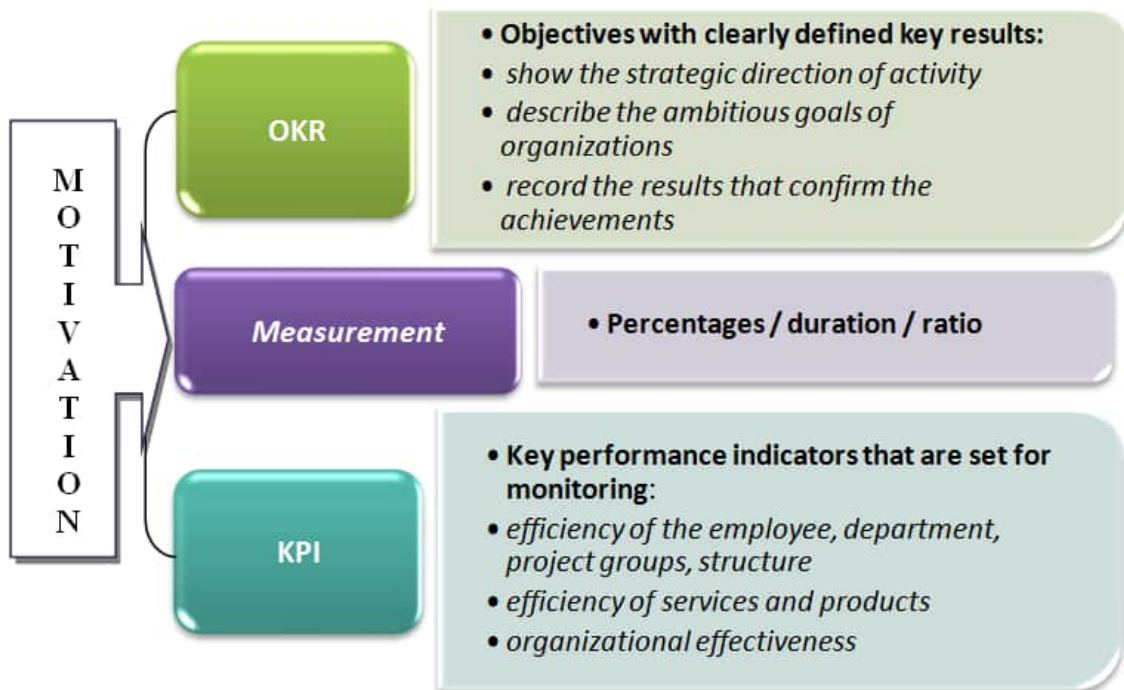 MOTIVATION
OKR
• Objectives with clearly defined key results:
• show the strategic direction of activity
• describe the ambitious goals of
organizations
• record the results that confirm the
achievements
Measurement
• Percentages / duration / ratio
KPI
• Key performance indicators that are set for
monitoring:
• efficiency of the employee, department,
project groups, structure
• efficiency of services and products
• organizational effectiveness